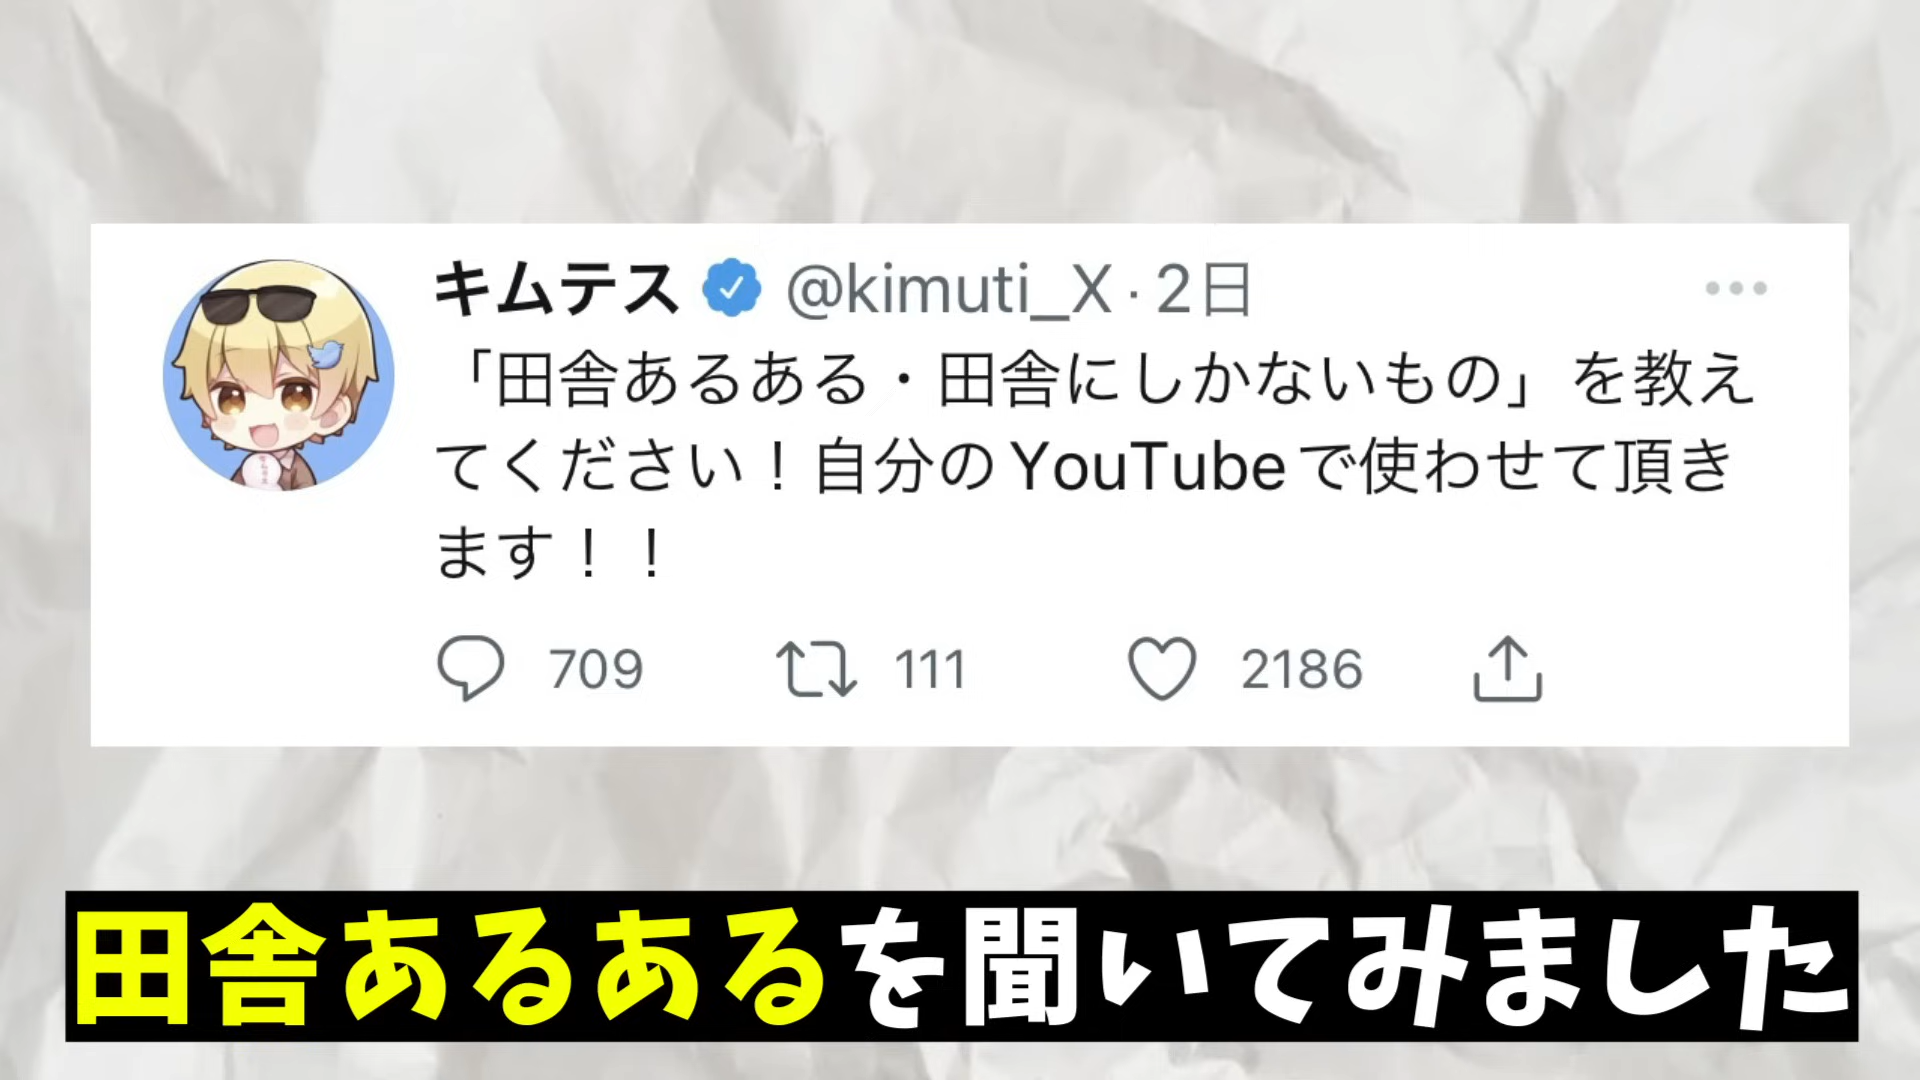 キムテス @kimuti_X · 2日
「田舎あるある・田舎にしかないもの」を教え
てください！自分のYouTubeで使わせて頂き
ます！！
709 111 2186
田舎あるあるを聞いてみました